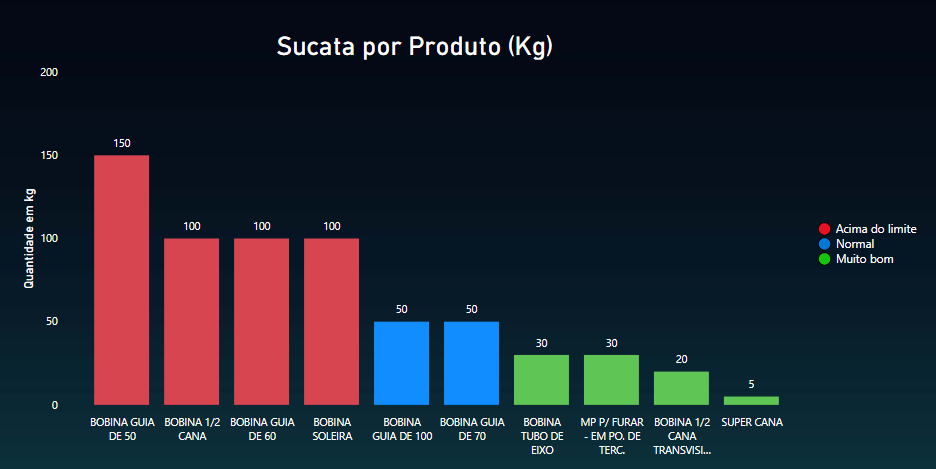 Sucata por Produto (Kg)
Quantidade em kg
200
150
100
50
0
150
100
100
100
50
50
30
30
20
5
BOBINA GUIA
DE 50
BOBINA 1/2
CANA
BOBINA GUIA
DE 60
BOBINA
SOLEIRA
BOBINA
GUIA DE 100
BOBINA GUIA
DE 70
BOBINA
TUBO DE
EIXO
MP P/ FURAR
- EM PO. DE
TERC.
BOBINA 1/2
CANA
TRANSVISI...
SUPER CANA
Acima do limite
Normal
Muito bom